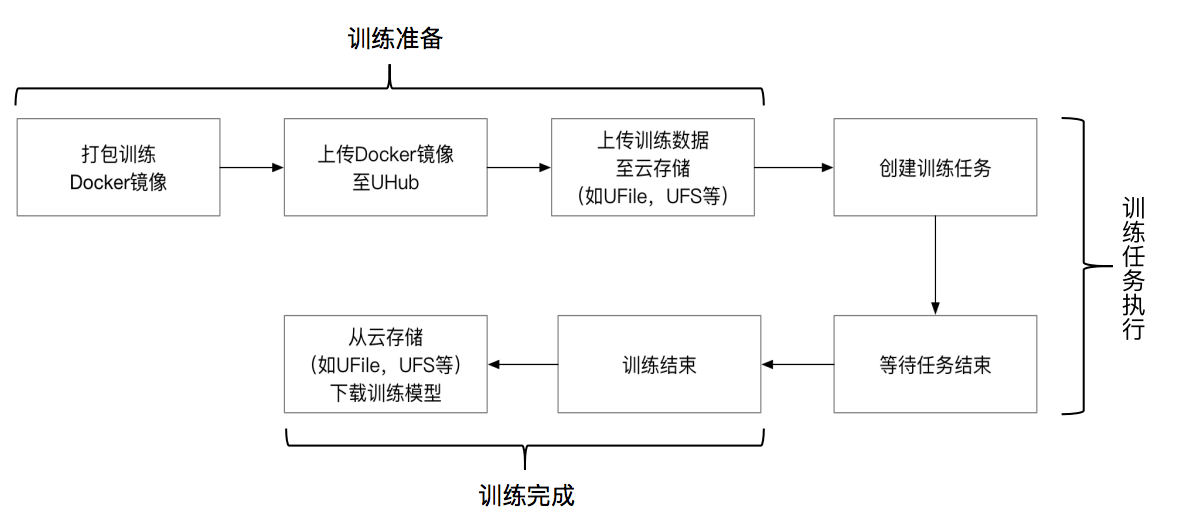 训练准备
打包训练
Docker镜像
上传Docker镜像
至UHub
上传训练数据
至云存储
（如UFile，UFS等）
创建训练任务
训练任务执行
从云存储
（如UFile，UFS等）
下载训练模型
训练结束
等待任务结束
训练完成